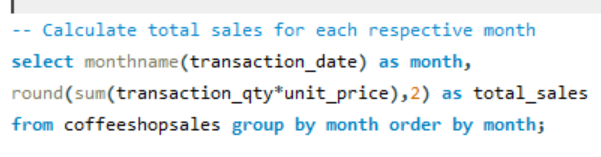 -- Calculate total sales for each respective month
select monthname(transaction_date) as month,
round(sum(transaction_qty*unit_price),2) as total_sales
from coffeeshopsales group by month order by month;